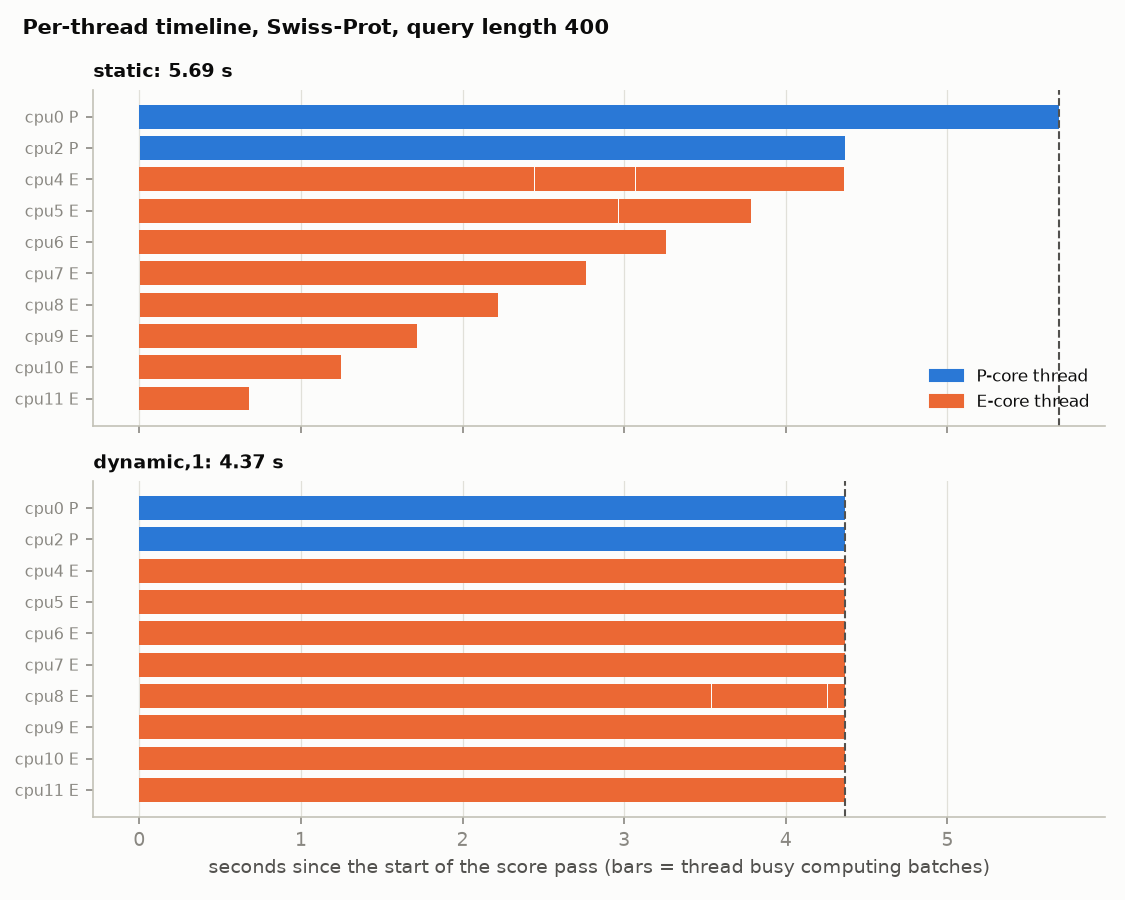 Per-thread timeline, Swiss-Prot, query length 400
static: 5.69 s
cpu0 P
cpu2 P
cpu4 E
cpu5 E
cpu6 E
cpu7 E
cpu8 E
cpu9 E
cpu10 E
cpu11 E
P-core thread
E-core thread
dynamic,1: 4.37 s
cpu0 P
cpu2 P
cpu4 E
cpu5 E
cpu6 E
cpu7 E
cpu8 E
cpu9 E
cpu10 E
cpu11 E
0 1 2 3 4 5
seconds since the start of the score pass (bars = thread busy computing batches)